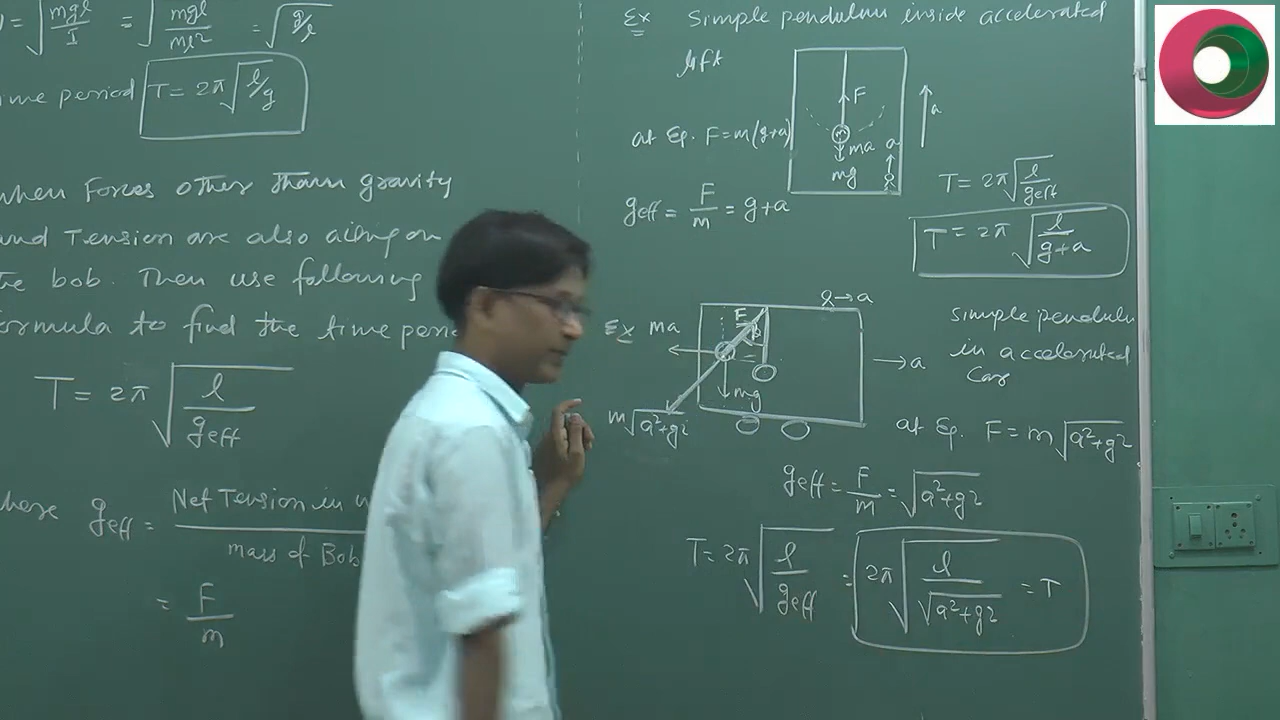 = √mgl/I = √mgl/ml² = √g/l
time period T = 2π√l/g
when Forces other tham gravity
and Tension are also acting on
the bob. Then use following
formula to find the time
T = 2π √l/geff
where geff = Net Tension in / mass of Bob
= F/m
Ex Simple pendulum inside accelerated
lift
F
a
at Eq. F = m(g+a)
m
ma a
mg
geff = F/m = g+a
T = 2π√l/geff
T = 2π √l/g+a
Ex ma
→a
F
→a
mg
m√a²+g²
simple pendulum
in accelerated
Car
at Eq. F = m√a²+g²
geff = F/m = √a²+g²
T = 2π√l/geff = 2π√l/√a²+g² = T